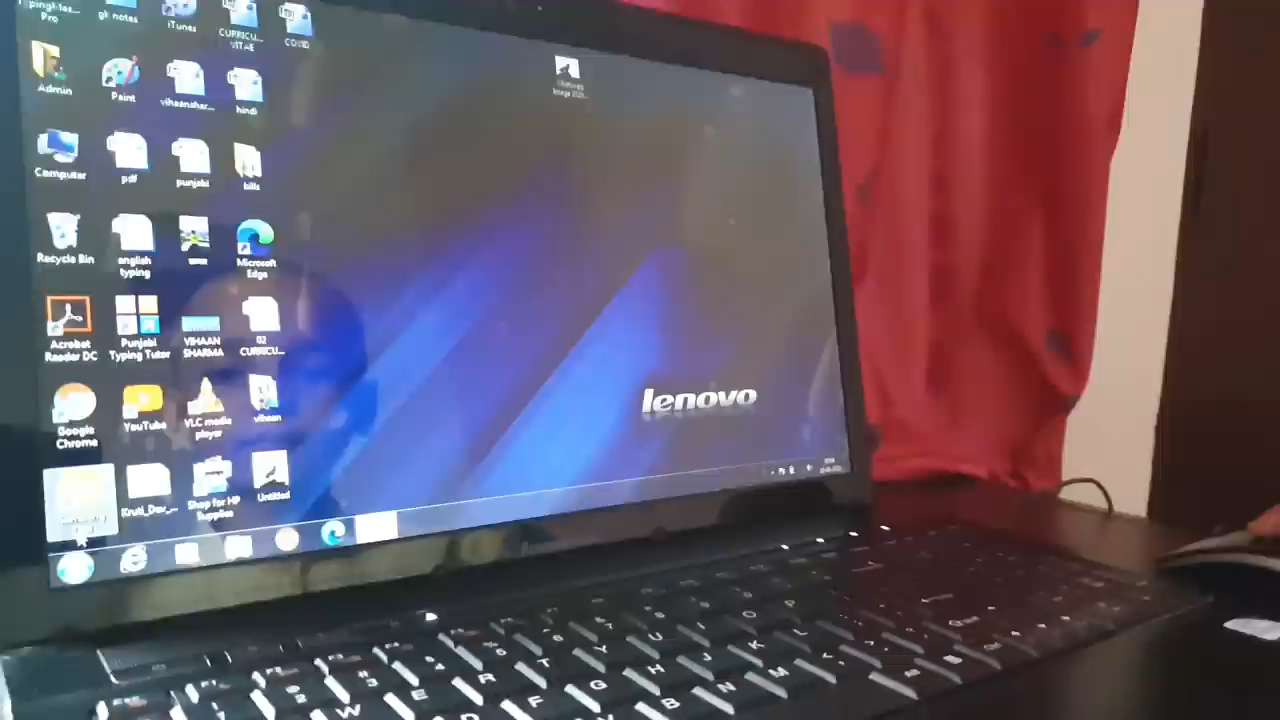 Pro
gk notes
iTunes
CURRICU...
VITAE
COVID
Admin
Paint
vihaanshar...
hindi
Computer
pdf
punjabi
bills
Recycle Bin
english
typing
Microsoft
Edge
Acrobat
Reader DC
Punjabi
Typing Tutor
VIHAAN
SHARMA
02
CURRICU...
Google
Chrome
YouTube
VLC media
player
vihaan
Kruti_Dev_...
Shop for HP
Supplies
Untitled
lenovo
W E R T Y U I O P
D F G H J K L
V B N M